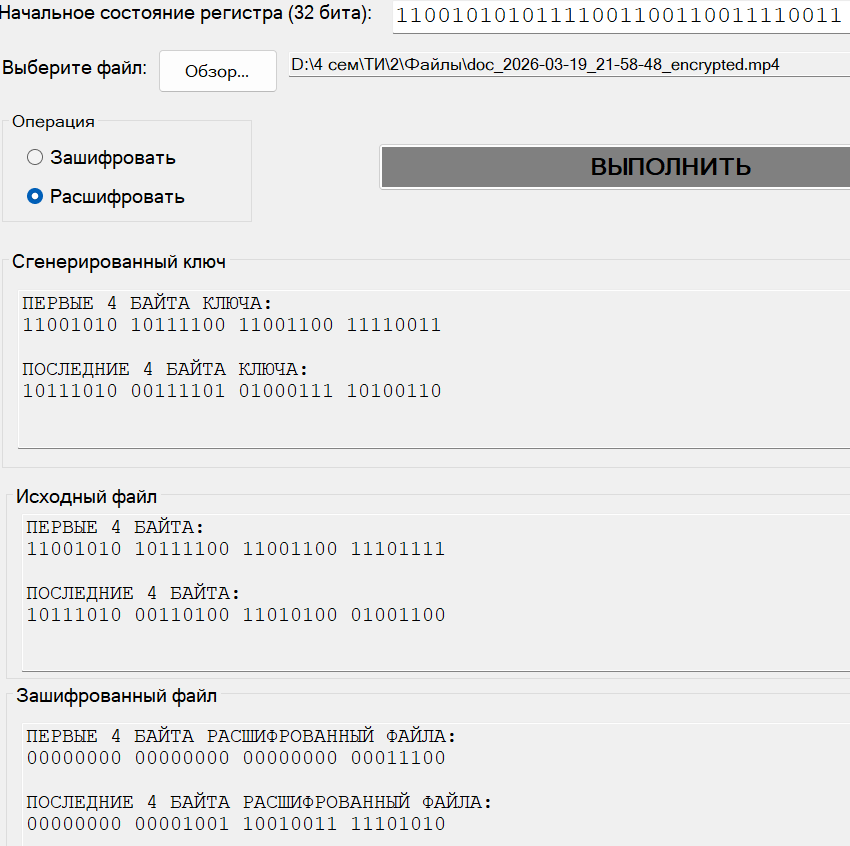 Начальное состояние регистра (32 бита): 11001010101111001100110011110011
Выберите файл: Обзор... D:\4 сем\ТИ\2\Файлы\doc_2026-03-19_21-58-48_encrypted.mp4
Операция
Зашифровать
ВЫПОЛНИТЬ
Расшифровать
Сгенерированный ключ
ПЕРВЫЕ 4 БАЙТА КЛЮЧА:
11001010 10111100 11001100 11110011
ПОСЛЕДНИЕ 4 БАЙТА КЛЮЧА:
10111010 00111101 01000111 10100110
Исходный файл
ПЕРВЫЕ 4 БАЙТА:
11001010 10111100 11001100 11101111
ПОСЛЕДНИЕ 4 БАЙТА:
10111010 00110100 11010100 01001100
Зашифрованный файл
ПЕРВЫЕ 4 БАЙТА РАСШИФРОВАННЫЙ ФАЙЛА:
00000000 00000000 00000000 00011100
ПОСЛЕДНИЕ 4 БАЙТА РАСШИФРОВАННЫЙ ФАЙЛА:
00000000 00001001 10010011 11101010